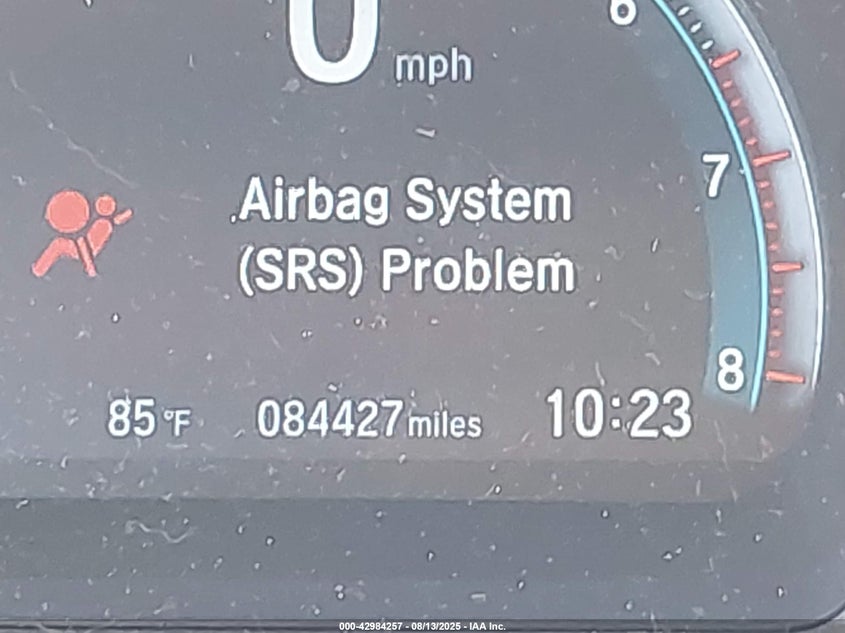 6
0 mph
7
Airbag System
(SRS) Problem
8
85°F 084427 miles 10:23
000-42984257 - 08/13/2025 - IAA Inc.